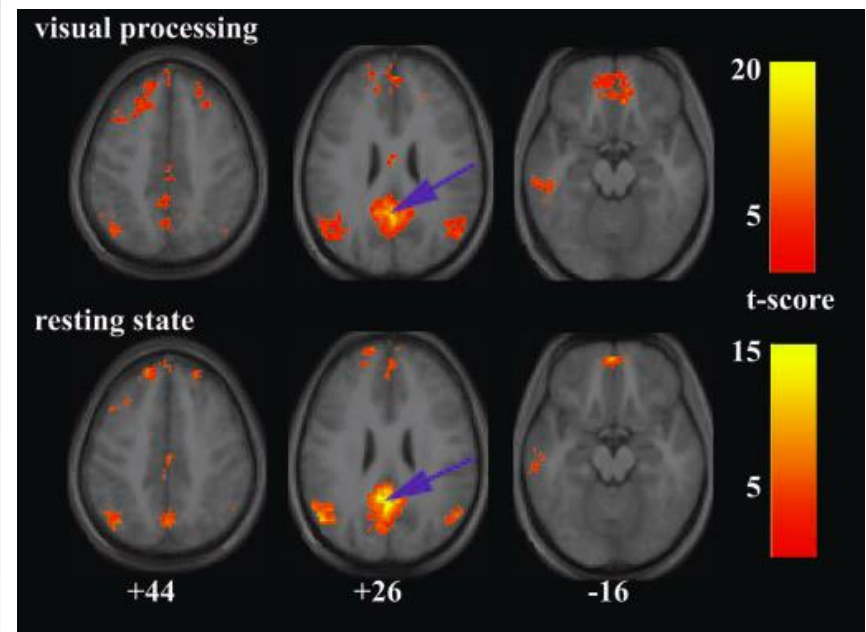 visual processing
20
5
t-score
resting state
15
5
+44
+26
-16